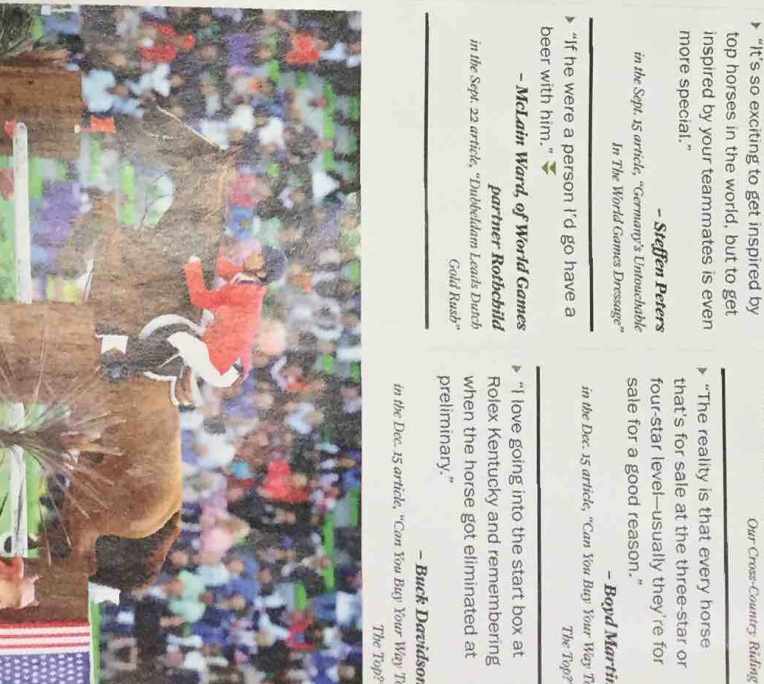 ▸ "It's so exciting to get inspired by
top horses in the world, but to get
inspired by your teammates is even
more special."
– Steffen Peters
in the Sept. 15 article, "Germany's Untouchable
In The World Games Dressage"
▸ "If he were a person I'd go have a
beer with him."
– McLain Ward, of World Games
partner Rothchild
in the Sept. 22 article, "Dubbeldam Leads Dutch
Gold Rush"
Our Cross-Country Riding
▸ "The reality is that every horse
that's for sale at the three-star or
four-star level—usually they're for
sale for a good reason."
– Boyd Martin
in the Dec. 15 article, "Can You Buy Your Way T
The Top?
▸ "I love going into the start box at
Rolex Kentucky and remembering
when the horse got eliminated at
preliminary."
– Buck Davidson
in the Dec. 15 article, "Can You Buy Your Way T
The Top?